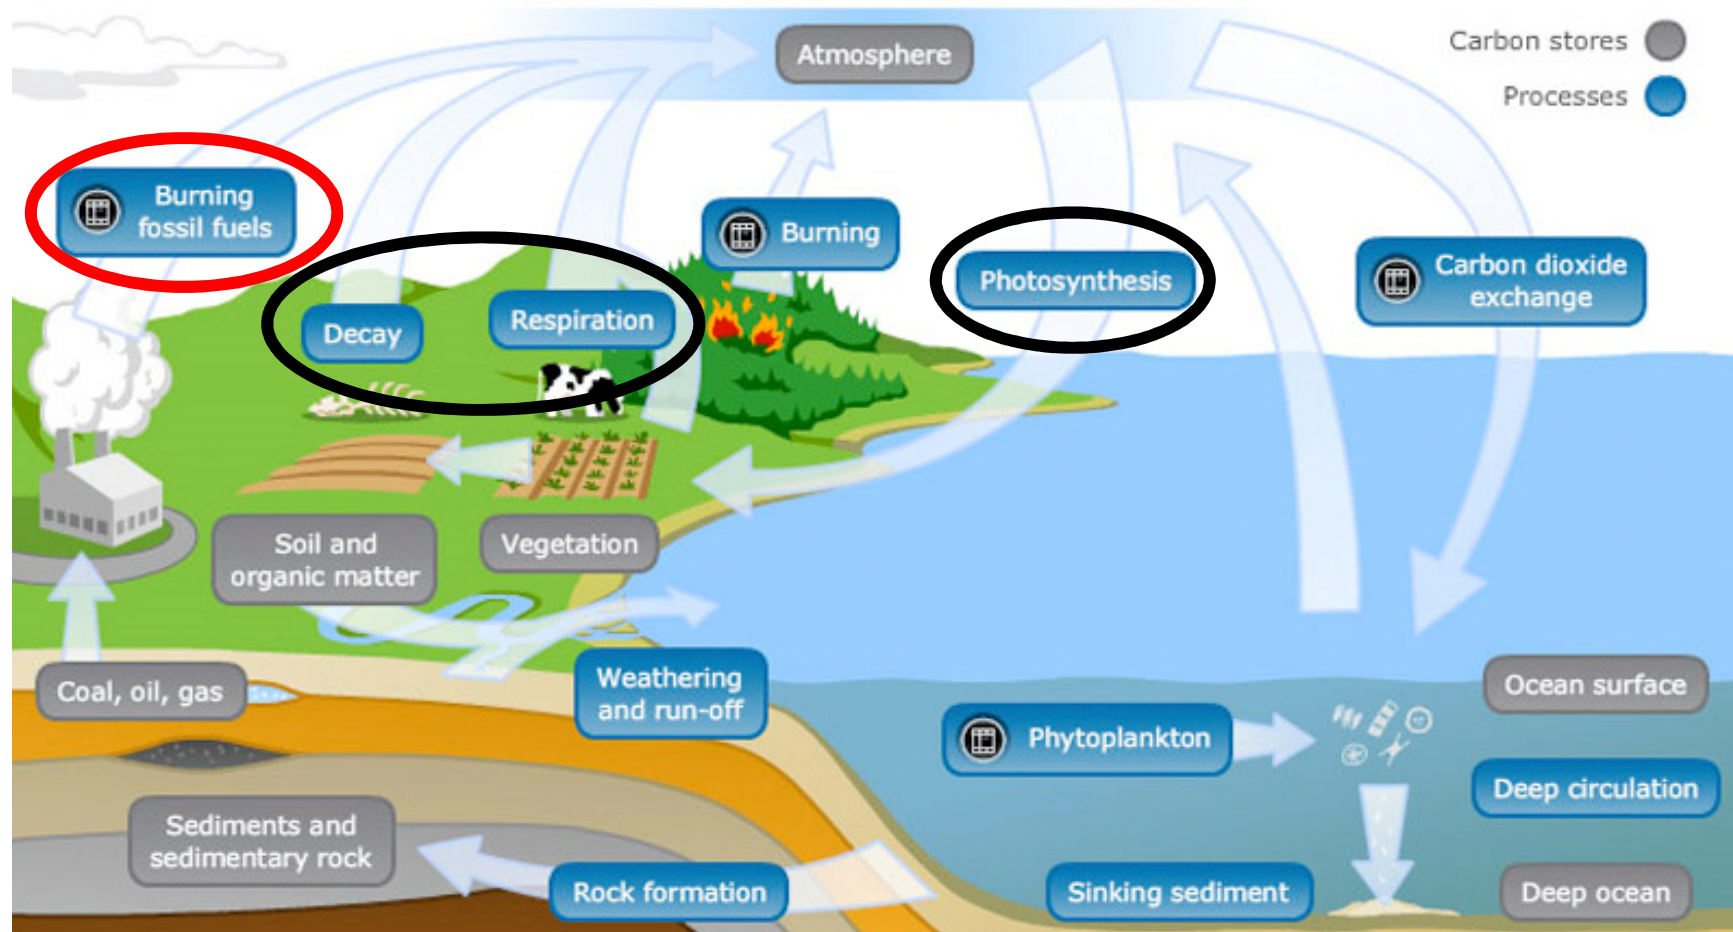 Atmosphere
Carbon stores
Processes
Burning
fossil fuels
Burning
Photosynthesis
Carbon dioxide
exchange
Decay
Respiration
Soil and
organic matter
Vegetation
Coal, oil, gas
Weathering
and run-off
Ocean surface
Phytoplankton
Deep circulation
Sediments and
sedimentary rock
Rock formation
Sinking sediment
Deep ocean